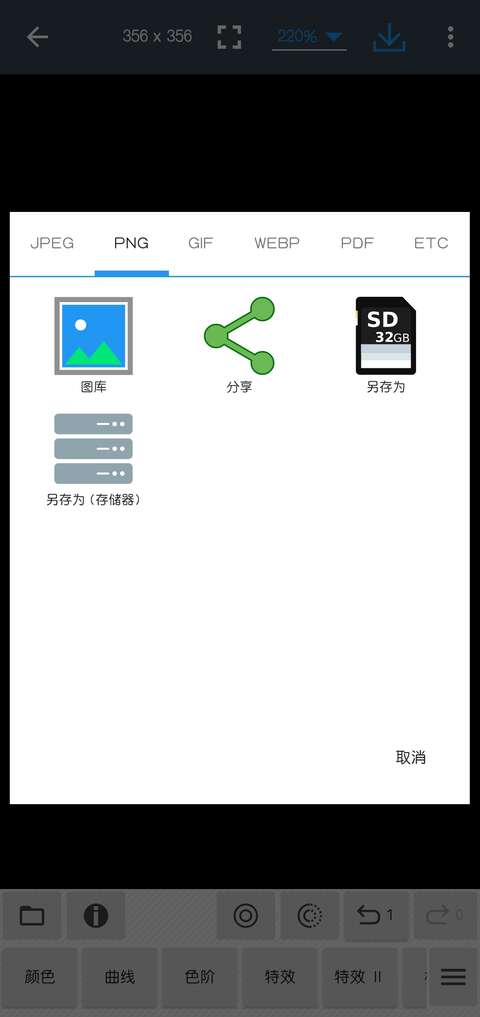 356 x 356 220%
JPEG PNG GIF WEBP PDF ETC
SD
32GB
图库 分享 另存为
另存为（存储器）
取消
1 0
颜色 曲线 色阶 特效 特效 II